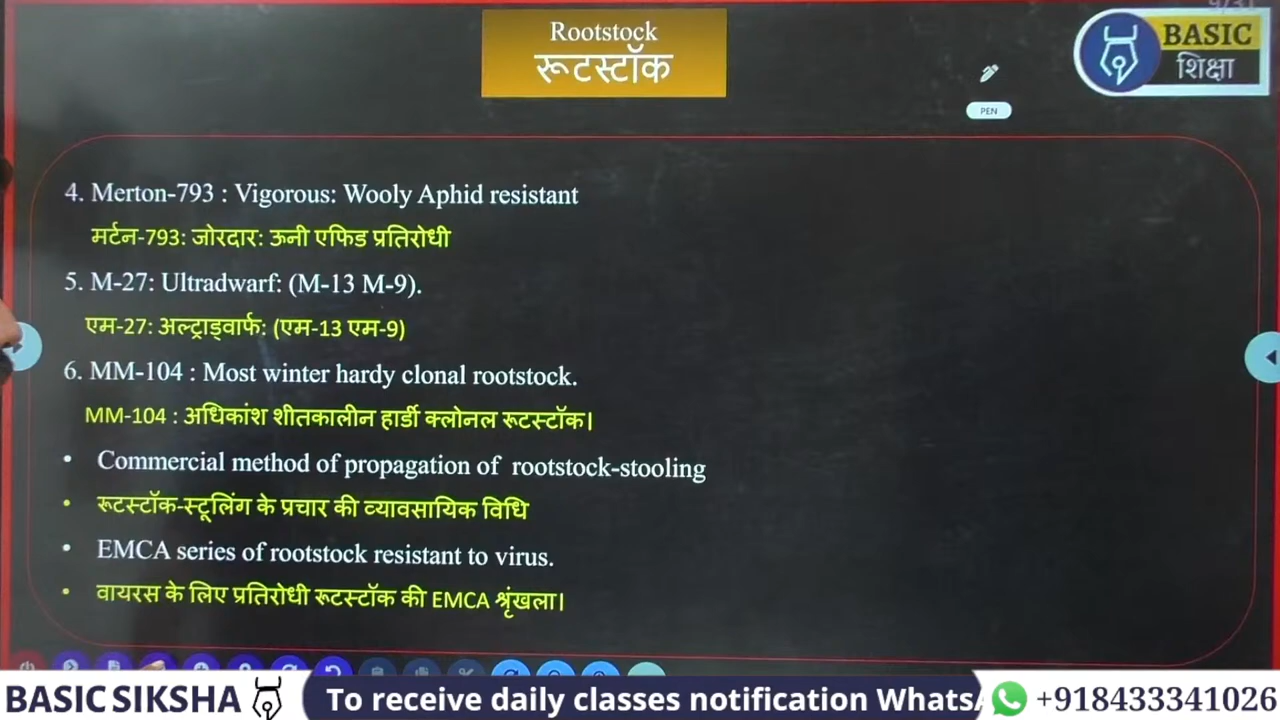 Rootstock
रूटस्टॉक
BASIC
शिक्षा
PEN
4. Merton-793 : Vigorous: Wooly Aphid resistant
मर्टन-793: जोरदार: ऊनी एफिड प्रतिरोधी
5. M-27: Ultradwarf: (M-13 M-9).
एम-27: अल्ट्राड्वार्फ: (एम-13 एम-9)
6. MM-104 : Most winter hardy clonal rootstock.
MM-104 : अधिकांश शीतकालीन हार्डी क्लोनल रूटस्टॉक।
• Commercial method of propagation of rootstock-stooling
• रूटस्टॉक-स्टूलिंग के प्रचार की व्यावसायिक विधि
• EMCA series of rootstock resistant to virus.
• वायरस के लिए प्रतिरोधी रूटस्टॉक की EMCA श्रृंखला।
BASIC SIKSHA To receive daily classes notification Whats +918433341026